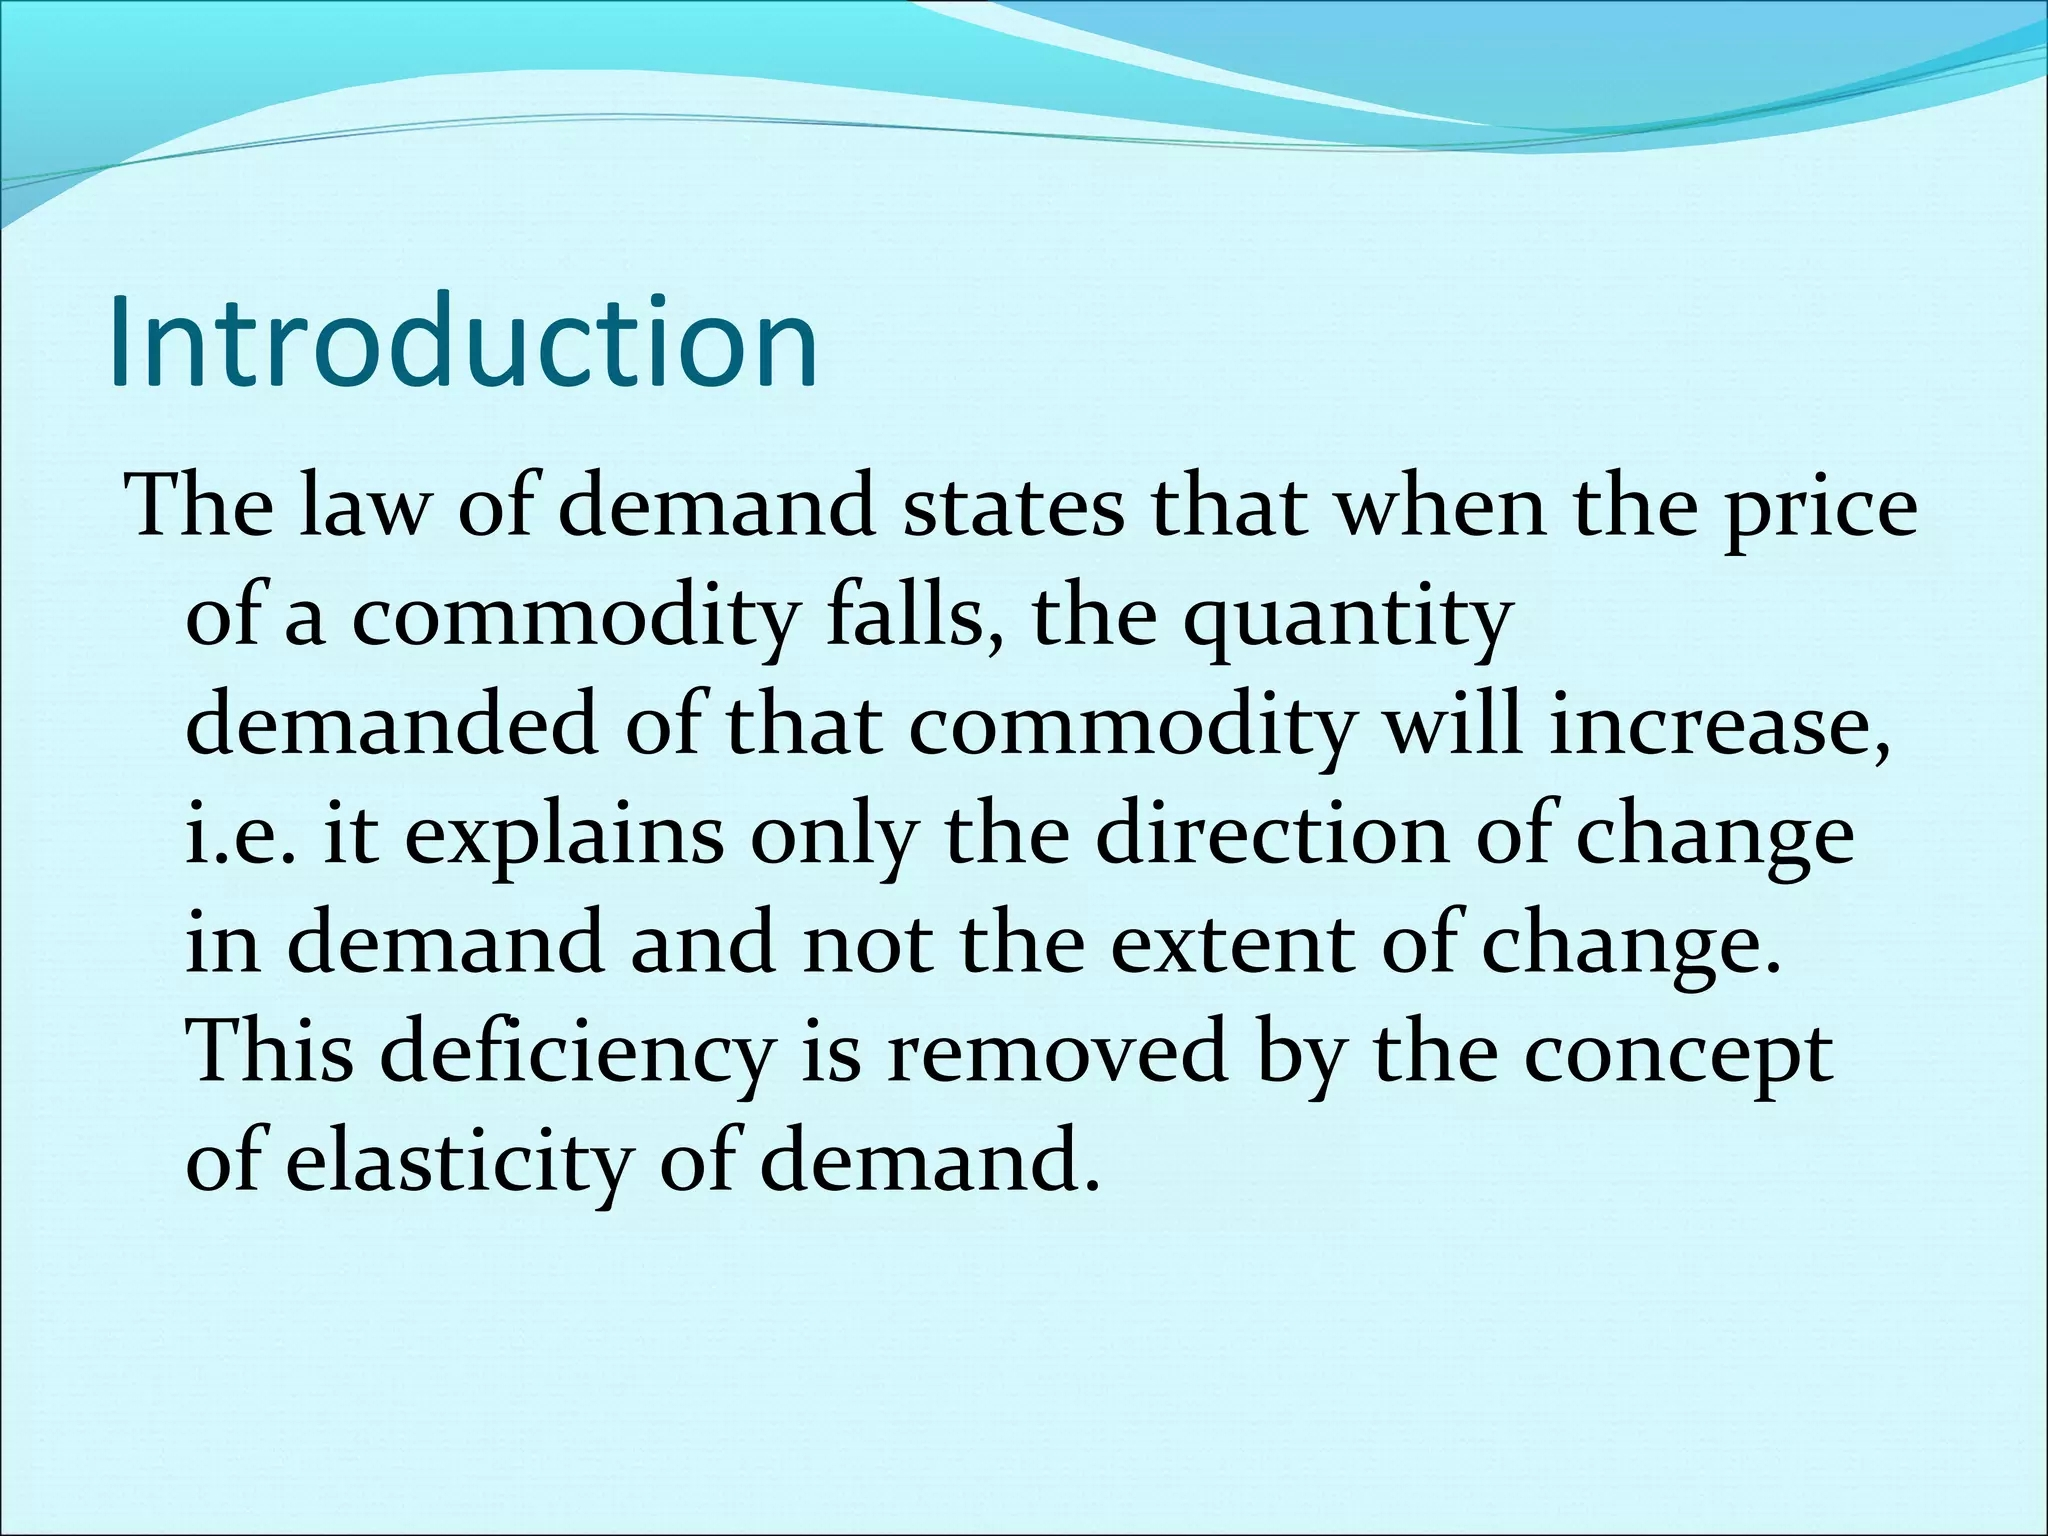 Introduction
The law of demand states that when the price
of a commodity falls, the quantity
demanded of that commodity will increase,
i.e. it explains only the direction of change
in demand and not the extent of change.
This deficiency is removed by the concept
of elasticity of demand.